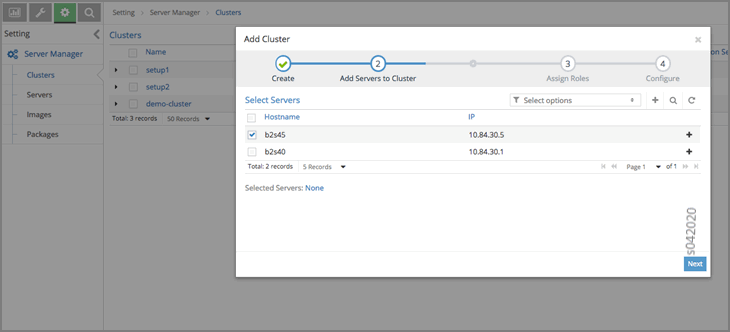 Setting > Server Manager > Clusters
Setting
Server Manager
Clusters
Servers
Images
Packages
Clusters
Name
setup1
setup2
demo-cluster
Total: 3 records 50 Records
Add Cluster
2 3 4
Create Add Servers to Cluster Assign Roles Configure
Select Servers Select options
Hostname IP
b2s45 10.84.30.5
b2s40 10.84.30.1
Total: 2 records 5 Records Page 1 of 1
Selected Servers: None
s042020
Next